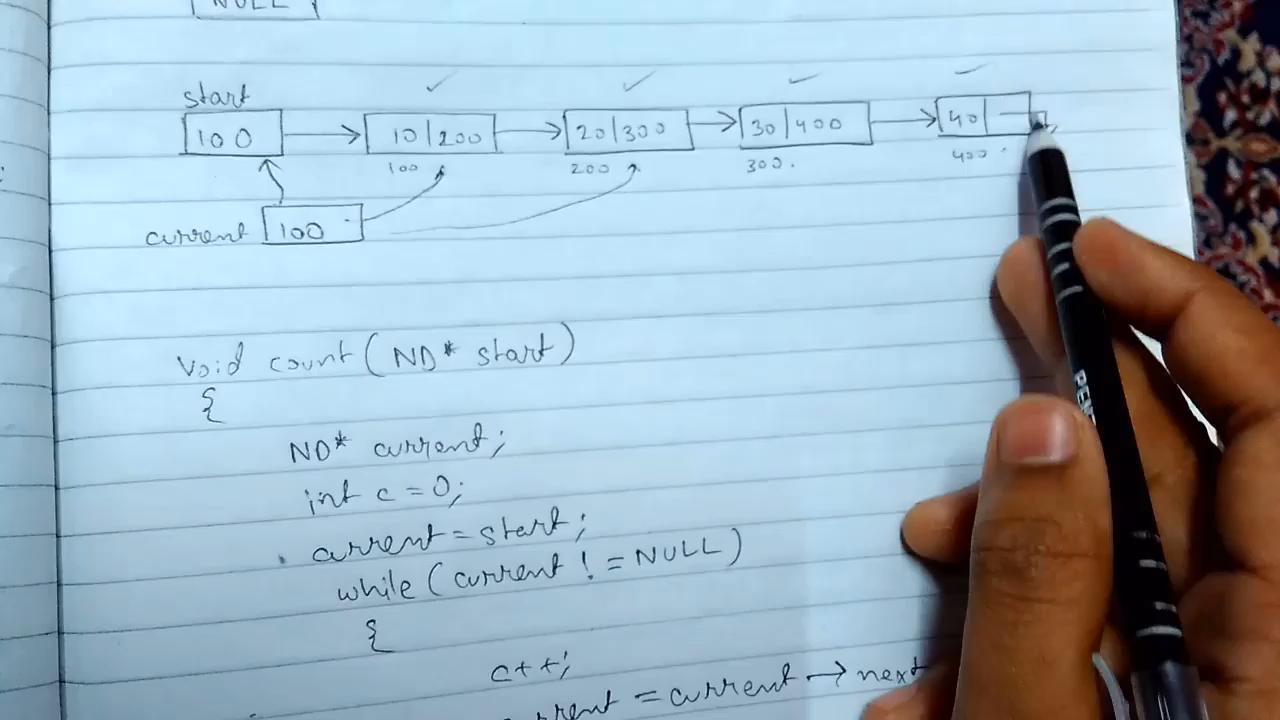 NULL
start
100 10|200 20|300 30|400 40|
100 200 300. 400.
current 100
void count(ND* start)
{
ND* current;
int c=0;
current=start;
while(current!=NULL)
{
c++;
=current→next